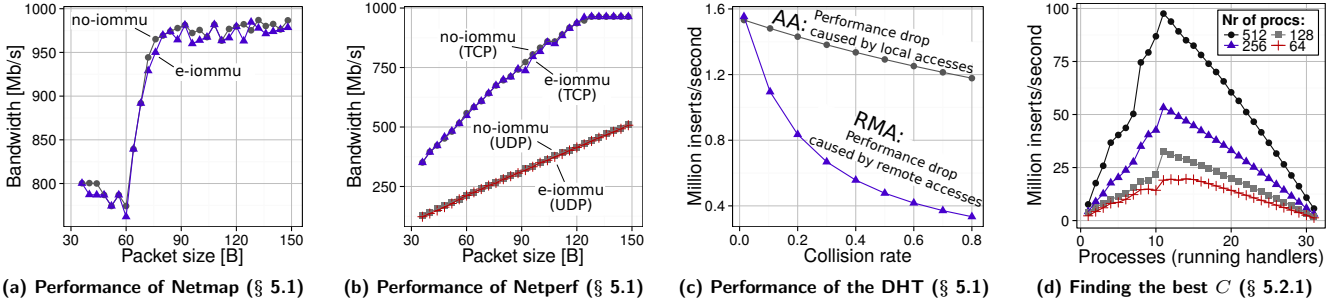 Bandwidth [Mb/s]
1000
950
900
850
800
no-iommu
e-iommu
30
60
90
120
150
Packet size [B]
(a) Performance of Netmap (§ 5.1)
Bandwidth [Mb/s]
1000
750
500
250
no-iommu
(TCP)
e-iommu
(TCP)
no-iommu
(UDP)
e-iommu
(UDP)
30
60
90
120
150
Packet size [B]
(b) Performance of Netperf (§ 5.1)
Million inserts/second
1.6
1.2
0.8
0.4
AA: Performance drop
caused by local accesses
RMA:
Performance drop
caused by remote accesses
0.0
0.2
0.4
0.6
0.8
Collision rate
(c) Performance of the DHT (§ 5.1)
Million inserts/second
100
75
50
25
0
Nr of procs:
512 128
256 64
0
10
20
30
Processes (running handlers)
(d) Finding the best C (§ 5.2.1)